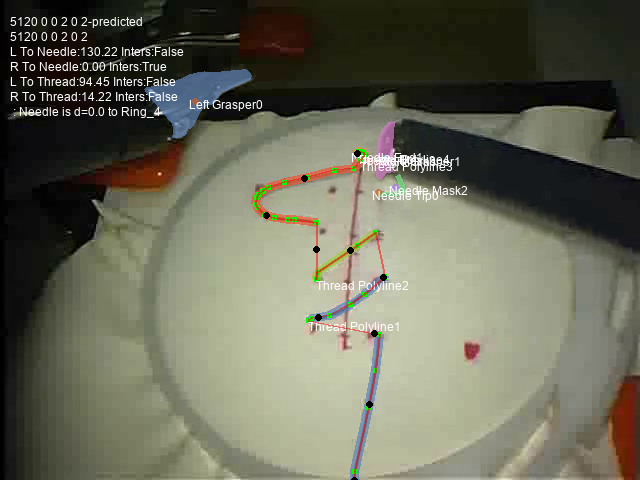 5120 0 0 2 0 2-predicted
5120 0 0 2 0 2
L To Needle:130.22 Inters:False
R To Needle:0.00 Inters:True
L To Thread:94.45 Inters:False
R To Thread:14.22 Inters:False
: Needle is d=0.0 to Ring_4
Left Grasper0
Thread Polyline3
Needle Mask2
Needle Tip0
Thread Polyline2
Thread Polyline1